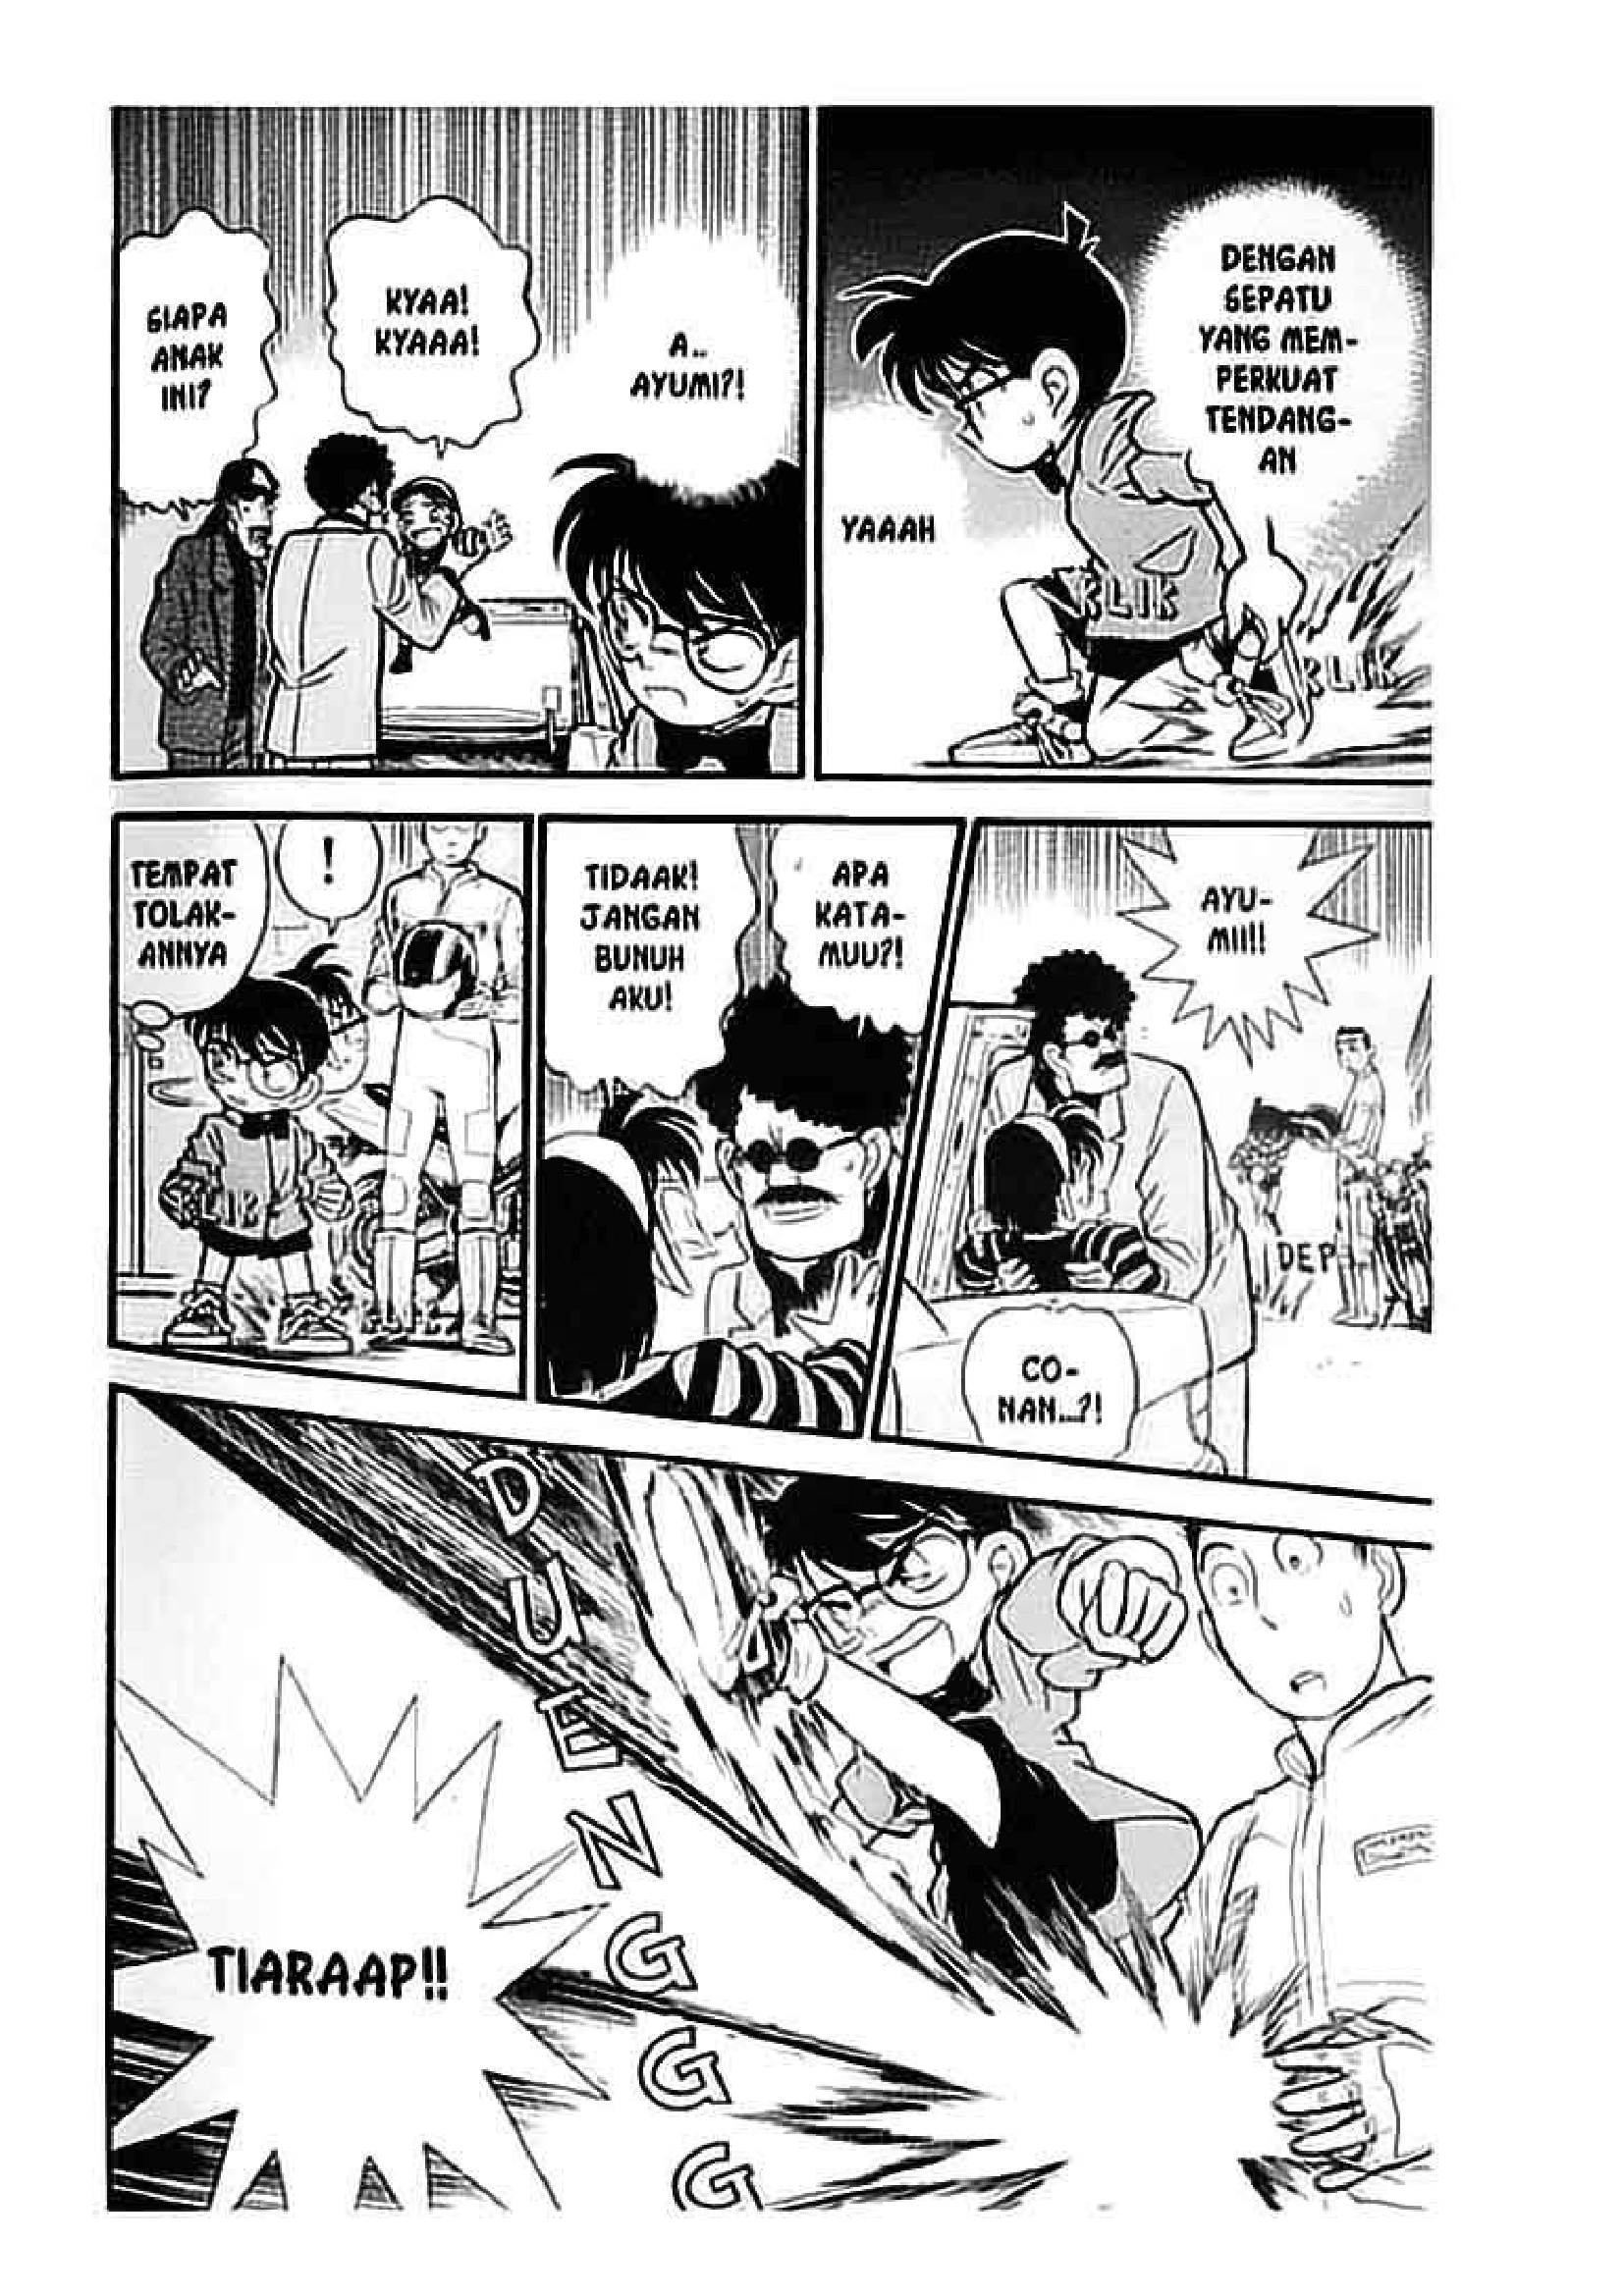 DENGAN
SEPATU
YANG MEM-
PERKUAT
TENDANG-
AN
YAAAH
KLIK
KLIK
A..
AYUMI?!
KYAA!
KYAAA!
SIAPA
ANAK
INI?
AYU-
MII!!
DEP
CO-
NAN...?!
APA
KATA-
MUU?!
TIDAAK!
JANGAN
BUNUH
AKU!
!
TEMPAT
TOLAK-
ANNYA
DUENGGG
TIARAAP!!